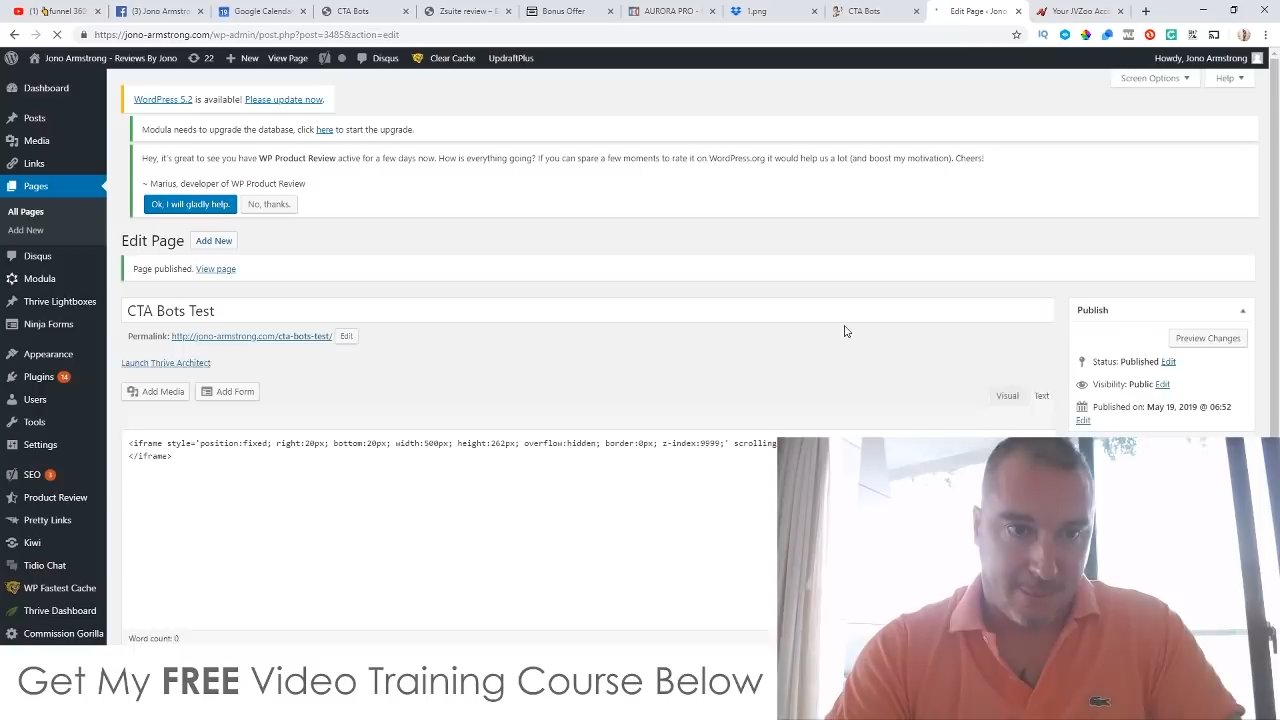 (1) funnel 360
Jono Armstrong
Google Calendar
CTA Bots
Zsuite review –
Bonus Offer
AURORA PRO -
1.png
CTA Bots
Edit Page ‹ Jono
Your JVZoo Acc
https://jono-armstrong.com/wp-admin/post.php?post=3485&action=edit
Jono Armstrong - Reviews By Jono
22
New
View Page
Disqus
Clear Cache
UpdraftPlus
Howdy, Jono Armstrong
Screen Options
Help
Dashboard
Posts
Media
Links
Pages
All Pages
Add New
Disqus
Modula
Thrive Lightboxes
Ninja Forms
Appearance
Plugins 14
Users
Tools
Settings
SEO 3
Product Review
Pretty Links
Kiwi
Tidio Chat
WP Fastest Cache
Thrive Dashboard
Commission Gorilla
WordPress 5.2 is available! Please update now.
Modula needs to upgrade the database, click here to start the upgrade.
Hey, it's great to see you have WP Product Review active for a few days now. How is everything going? If you can spare a few moments to rate it on WordPress.org it would help us a lot (and boost my motivation). Cheers!
~ Marius, developer of WP Product Review
Ok, I will gladly help.
No, thanks.
Edit Page
Add New
Page published. View page
CTA Bots Test
Permalink: http://jono-armstrong.com/cta-bots-test/
Edit
Launch Thrive Architect
Add Media
Add Form
Visual
Text
<iframe style='position:fixed; right:20px; bottom:20px; width:500px; height:262px; overflow:hidden; border:0px; z-index:9999;' scrolling
</iframe>
Word count: 0
Publish
Preview Changes
Status: Published Edit
Visibility: Public Edit
Published on: May 19, 2019 @ 06:52
Edit
Get My FREE Video Training Course Below